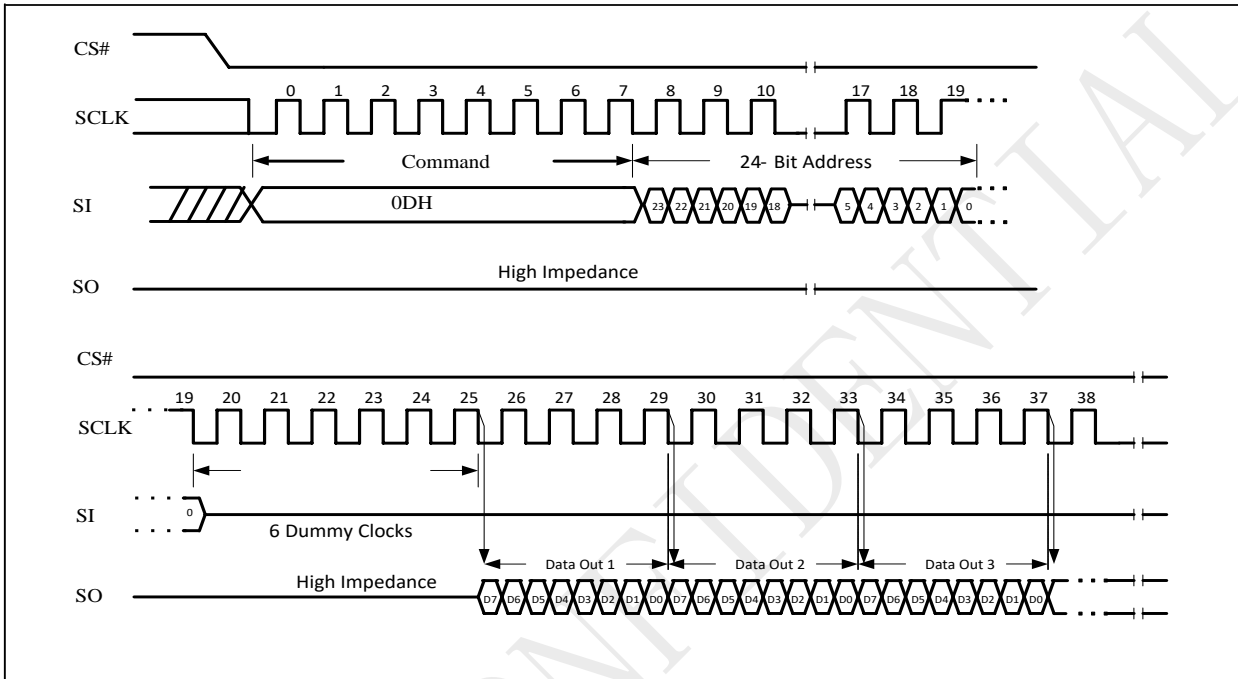 CS#
0 1 2 3 4 5 6 7 8 9 10 17 18 19
SCLK
Command 24- Bit Address
SI 0DH 23 22 21 20 19 18 5 4 3 2 1 0
High Impedance
SO
CS#
19 20 21 22 23 24 25 26 27 28 29 30 31 32 33 34 35 36 37 38
SCLK
SI 0
6 Dummy Clocks
Data Out 1 Data Out 2 Data Out 3
High Impedance
SO D7 D6 D5 D4 D3 D2 D1 D0 D7 D6 D5 D4 D3 D2 D1 D0 D7 D6 D5 D4 D3 D2 D1 D0
ONFIDENTIAL